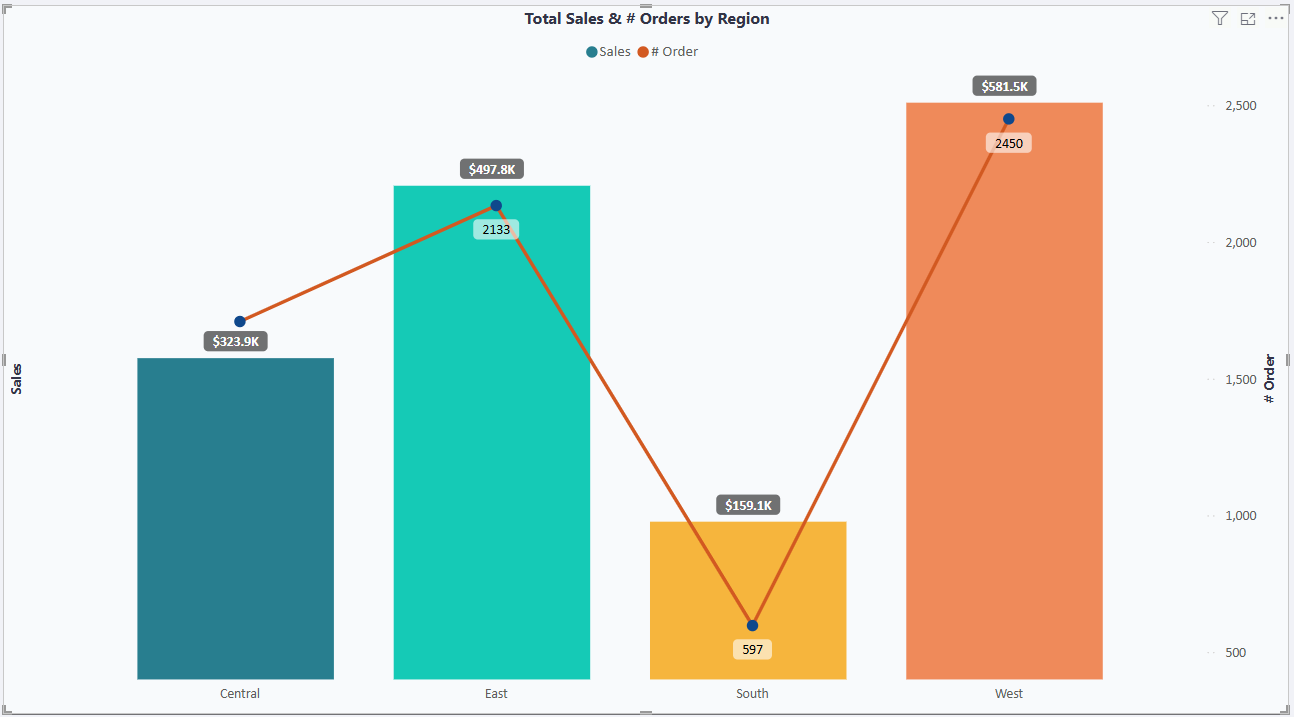 Total Sales & # Orders by Region
Sales # Order
$581.5K
2,500
2450
$497.8K
2133
2,000
$323.9K
1,500
Sales
# Order
$159.1K
1,000
597
500
Central East South West